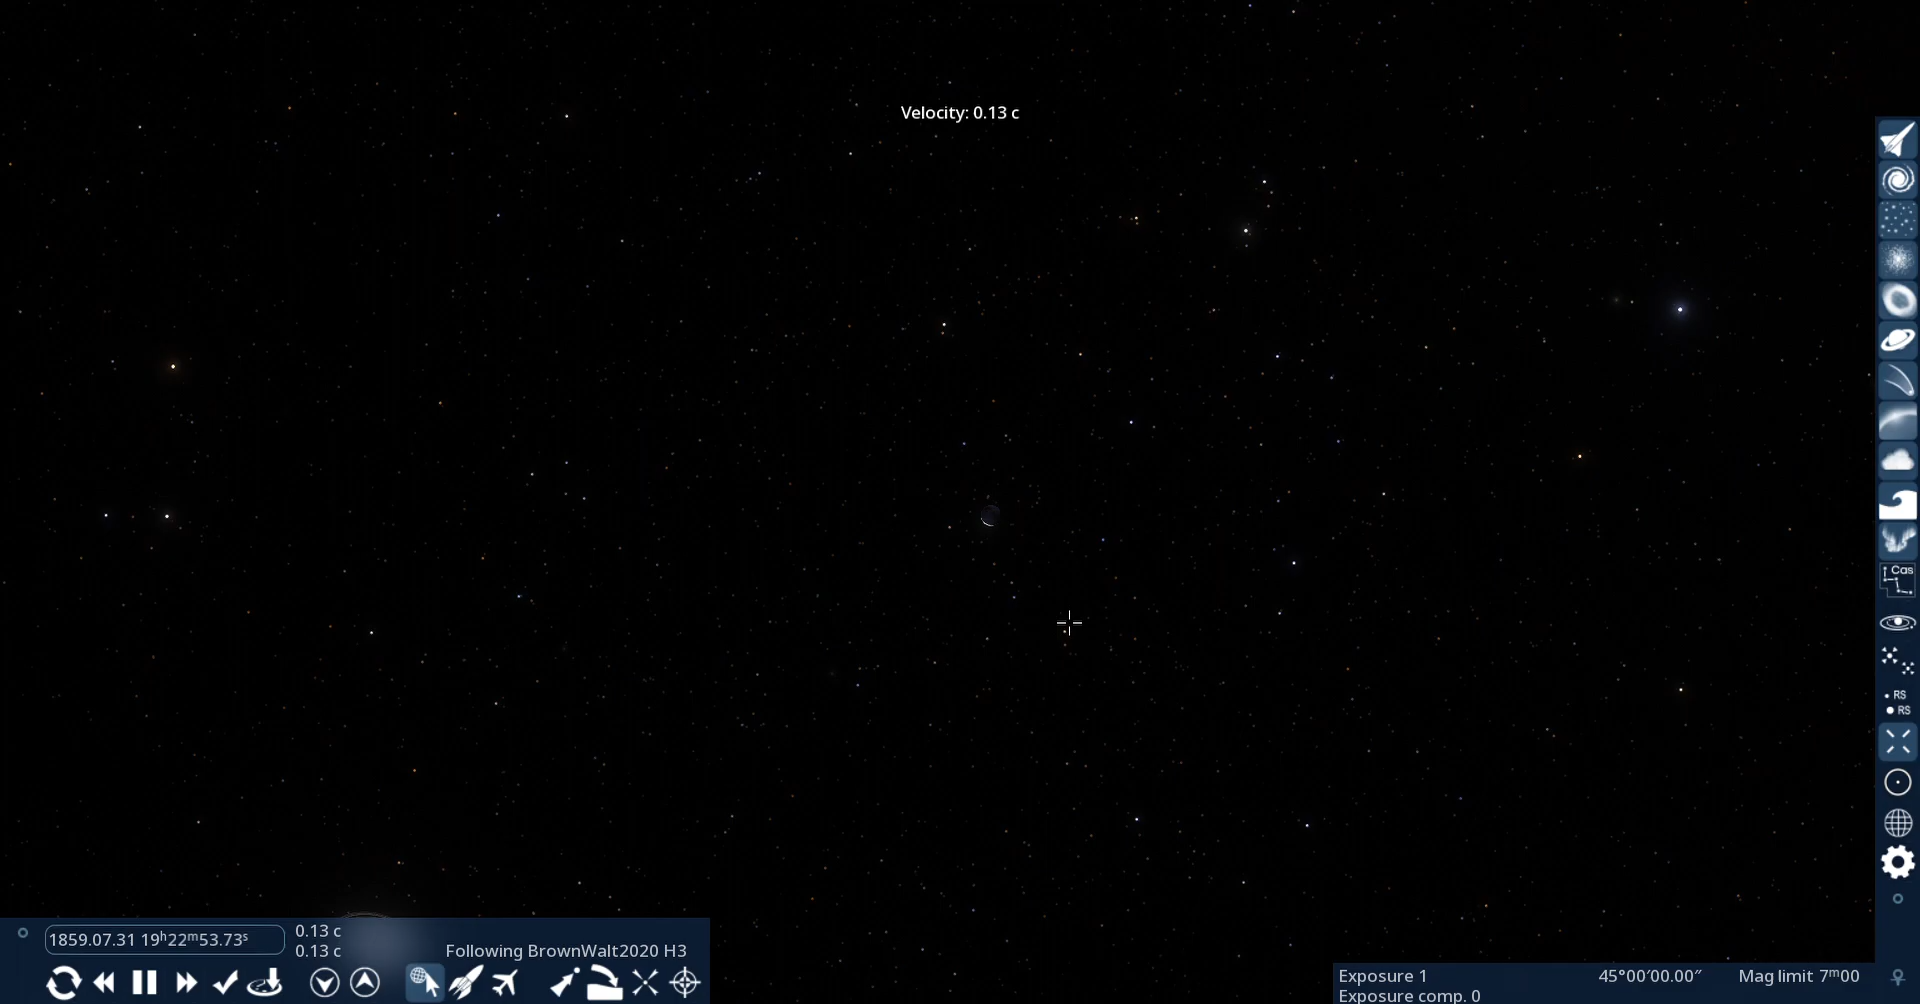 Velocity: 0.13 c
Cas
RS
RS
1859.07.31 19ʰ22ᵐ53.73ˢ
0.13 c
0.13 c
Following BrownWalt2020 H3
Exposure 1
45°00′00.00″
Mag limit 7ᵐ00
Exposure comp. 0